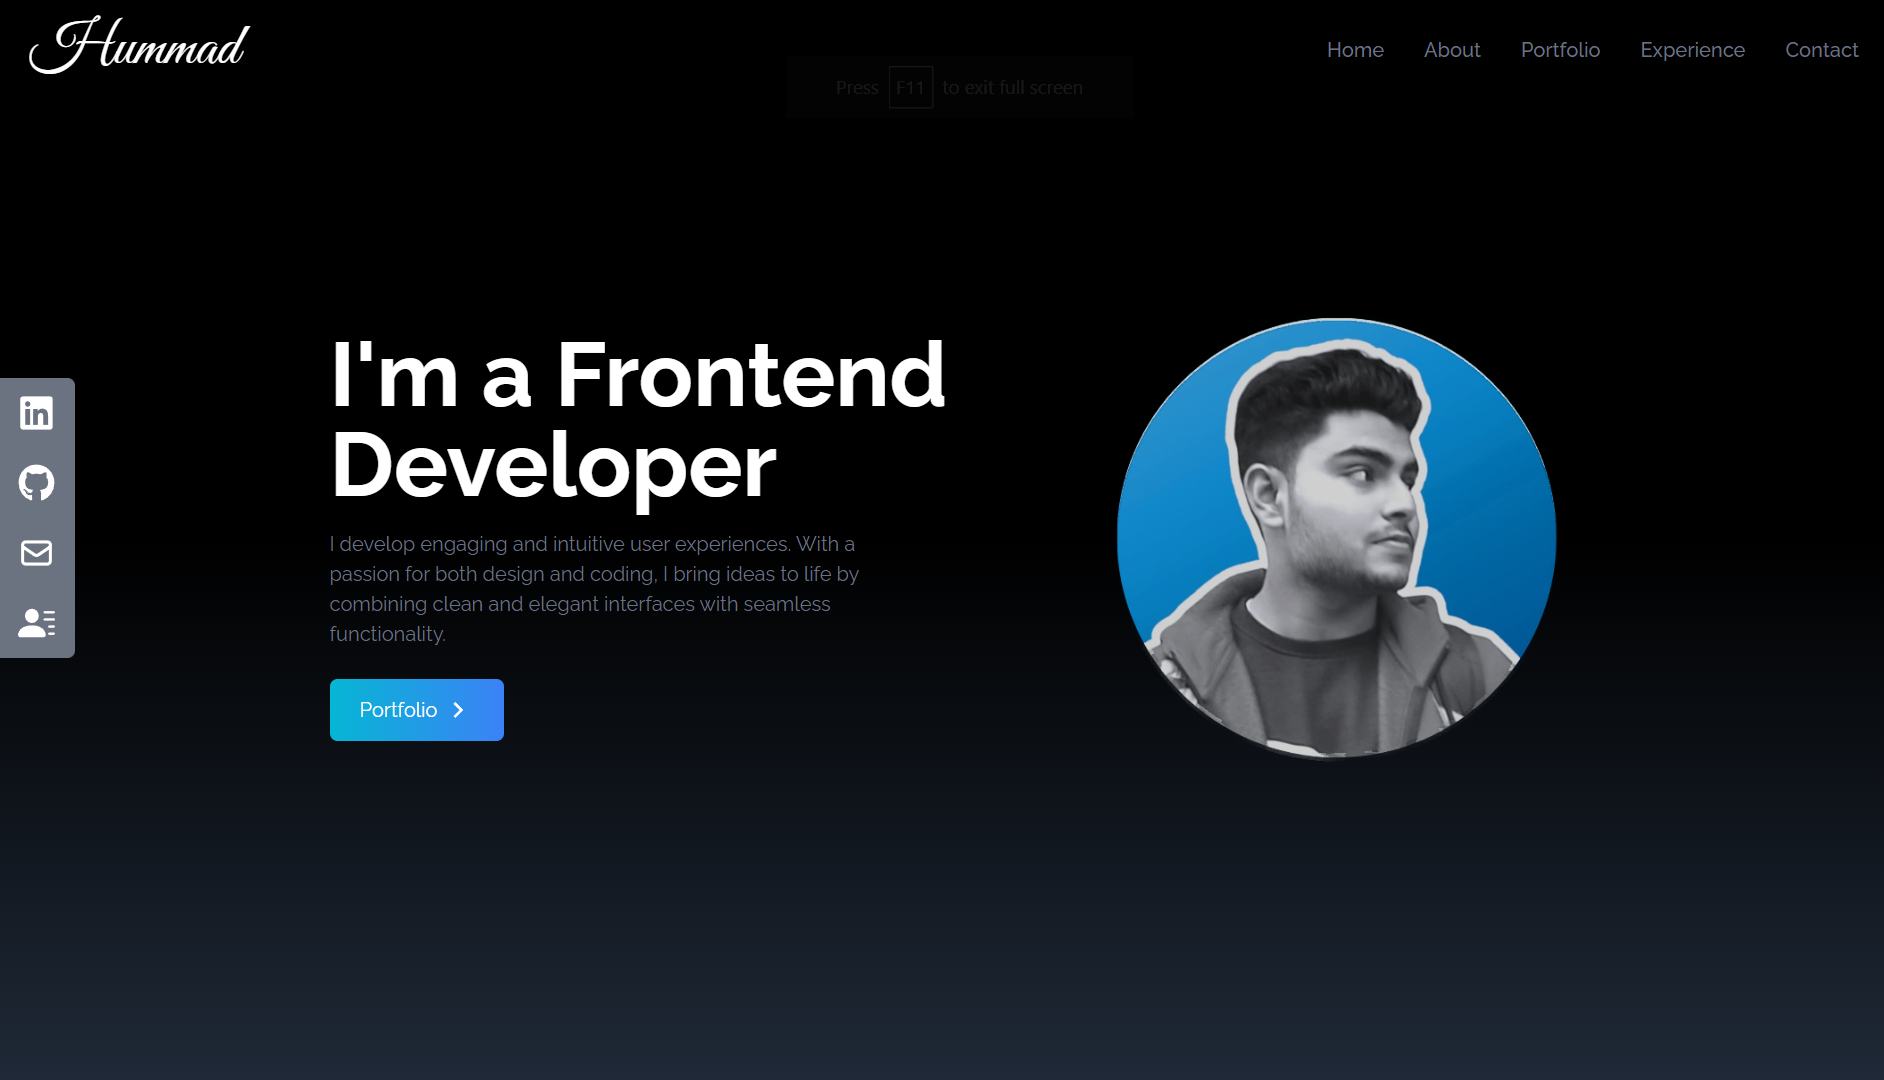 Hummad
Home About Portfolio Experience Contact
Press F11 to exit full screen
I'm a Frontend
Developer
in
I develop engaging and intuitive user experiences. With a
passion for both design and coding, I bring ideas to life by
combining clean and elegant interfaces with seamless
functionality.
Portfolio